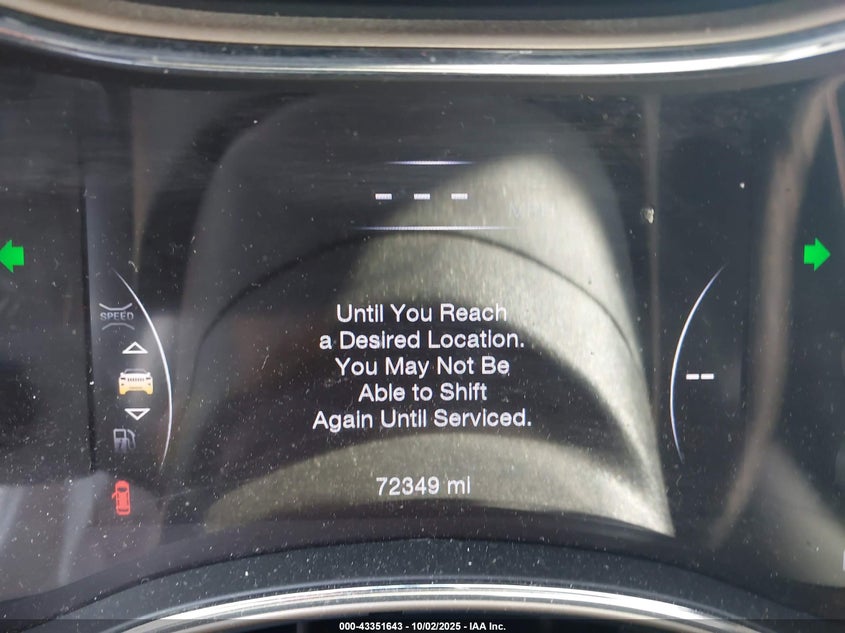 - - -
SPEED
Until You Reach
a Desired Location.
You May Not Be
Able to Shift
Again Until Serviced.
--
72349 mi
000-43351643 - 10/02/2025 - IAA Inc.